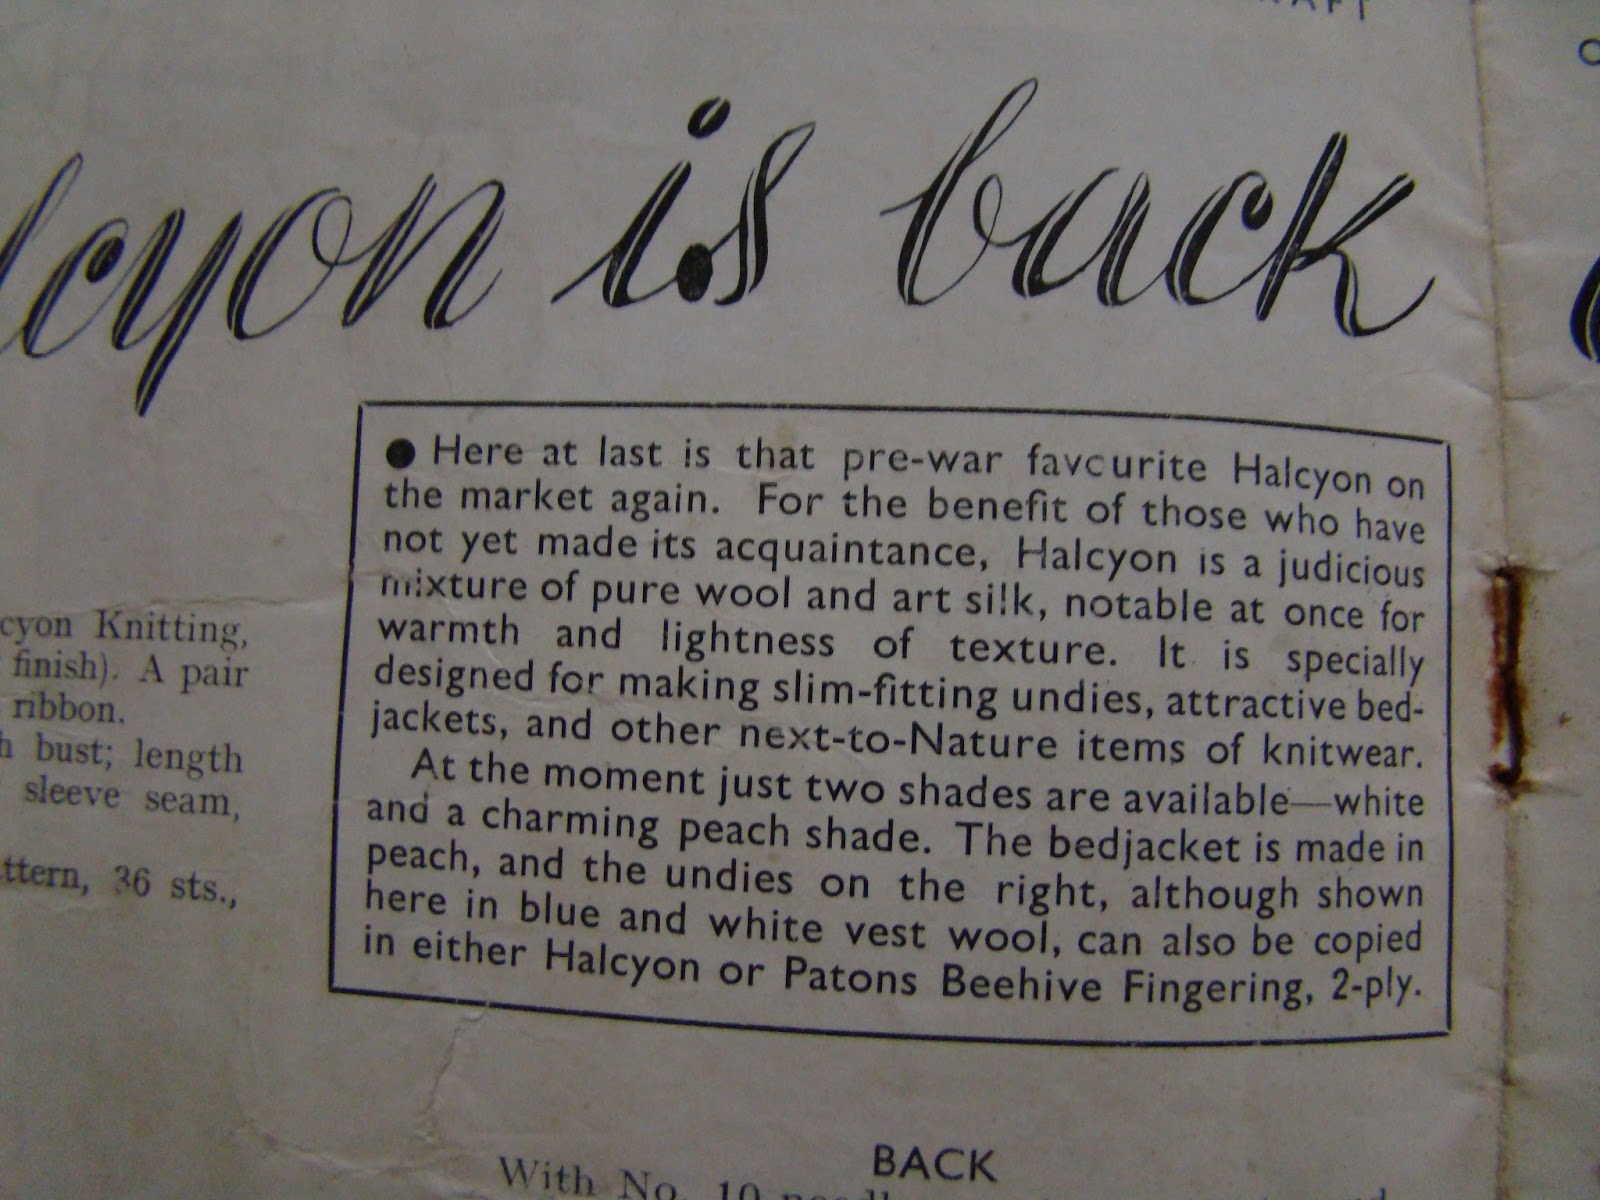 lcyon is back
● Here at last is that pre-war favourite Halcyon on
the market again. For the benefit of those who have
not yet made its acquaintance, Halcyon is a judicious
mixture of pure wool and art silk, notable at once for
warmth and lightness of texture. It is specially
designed for making slim-fitting undies, attractive bed-
jackets, and other next-to-Nature items of knitwear.
At the moment just two shades are available—white
and a charming peach shade. The bedjacket is made in
peach, and the undies on the right, although shown
here in blue and white vest wool, can also be copied
in either Halcyon or Patons Beehive Fingering, 2-ply.
cyon Knitting,
finish). A pair
ribbon.
h bust; length
sleeve seam,
ttern, 36 sts.,
BACK
With No. 10